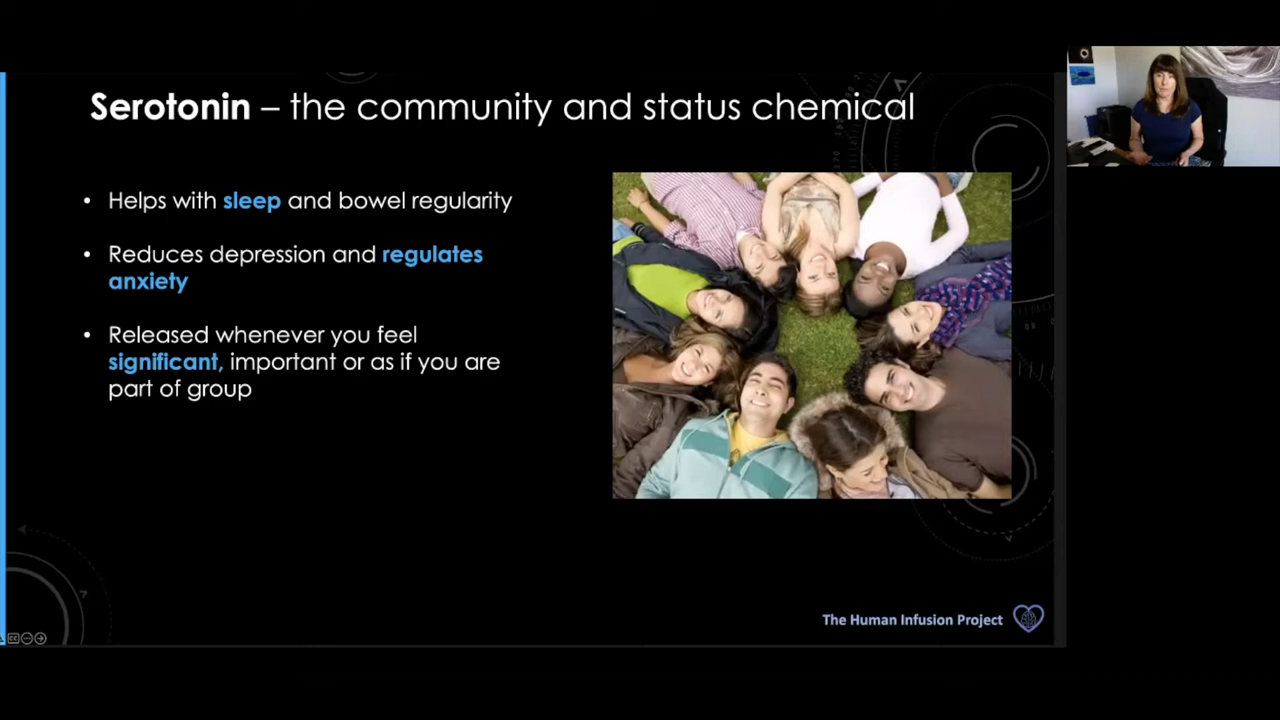 Serotonin – the community and status chemical
• Helps with sleep and bowel regularity
• Reduces depression and regulates
anxiety
• Released whenever you feel
significant, important or as if you are
part of group
The Human Infusion Project